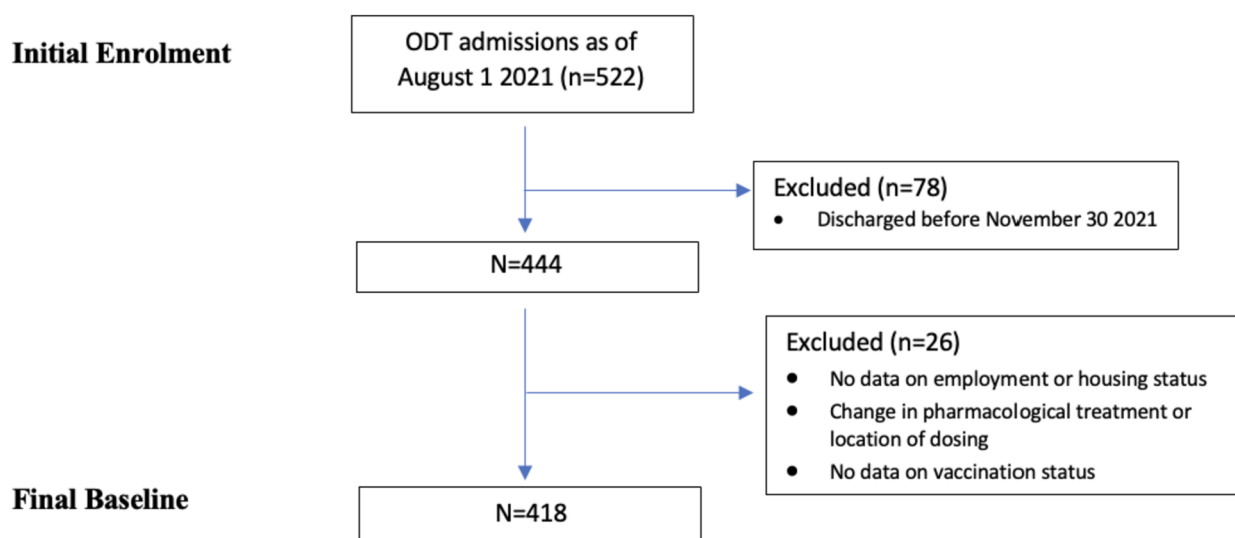 Initial Enrolment
ODT admissions as of
August 1 2021 (n=522)
Excluded (n=78)
• Discharged before November 30 2021
N=444
Excluded (n=26)
• No data on employment or housing status
• Change in pharmacological treatment or
location of dosing
• No data on vaccination status
Final Baseline
N=418